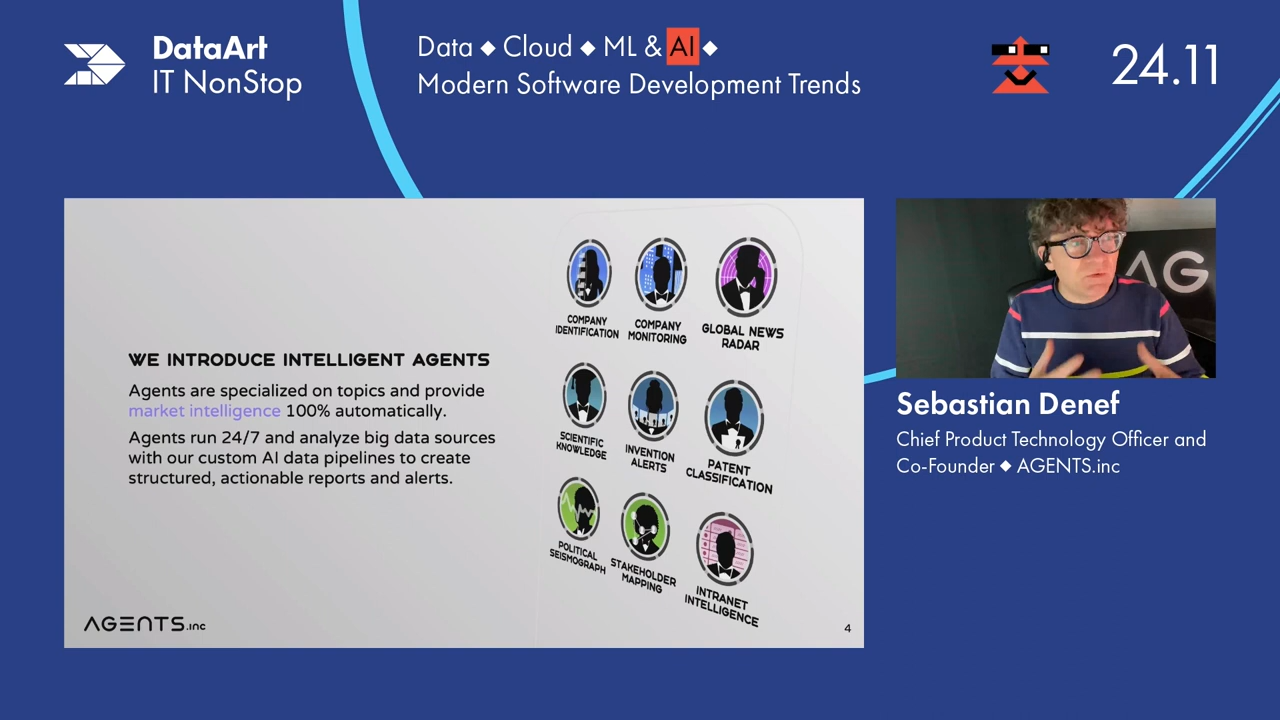 DataArt
IT NonStop
Data ◆ Cloud ◆ ML & AI ◆
Modern Software Development Trends
24.11
WE INTRODUCE INTELLIGENT AGENTS
Agents are specialized on topics and provide
market intelligence 100% automatically.
Agents run 24/7 and analyze big data sources
with our custom AI data pipelines to create
structured, actionable reports and alerts.
COMPANY
IDENTIFICATION
COMPANY
MONITORING
GLOBAL NEWS
RADAR
SCIENTIFIC
KNOWLEDGE
INVENTION
ALERTS
PATENT
CLASSIFICATION
POLITICAL
SEISMOGRAPH
STAKEHOLDER
MAPPING
INTRANET
INTELLIGENCE
AGENTS.inc
4
AG
Sebastian Denef
Chief Product Technology Officer and
Co-Founder ◆ AGENTS.inc